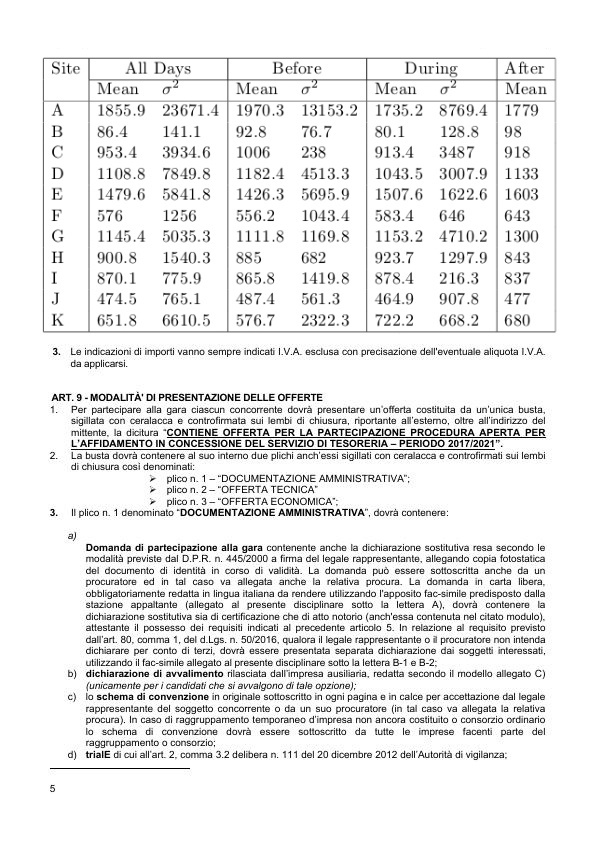 Site All Days Before During After
Mean σ² Mean σ² Mean σ² Mean
A 1855.9 23671.4 1970.3 13153.2 1735.2 8769.4 1779
B 86.4 141.1 92.8 76.7 80.1 128.8 98
C 953.4 3934.6 1006 238 913.4 3487 918
D 1108.8 7849.8 1182.4 4513.3 1043.5 3007.9 1133
E 1479.6 5841.8 1426.3 5695.9 1507.6 1622.6 1603
F 576 1256 556.2 1043.4 583.4 646 643
G 1145.4 5035.3 1111.8 1169.8 1153.2 4710.2 1300
H 900.8 1540.3 885 682 923.7 1297.9 843
I 870.1 775.9 865.8 1419.8 878.4 216.3 837
J 474.5 765.1 487.4 561.3 464.9 907.8 477
K 651.8 6610.5 576.7 2322.3 722.2 668.2 680
3. Le indicazioni di importi vanno sempre indicati I.V.A. esclusa con precisazione dell'eventuale aliquota I.V.A.
da applicarsi.
ART. 9 - MODALITÀ' DI PRESENTAZIONE DELLE OFFERTE
1. Per partecipare alla gara ciascun concorrente dovrà presentare un'offerta costituita da un'unica busta,
sigillata con ceralacca e controfirmata sui lembi di chiusura, riportante all'esterno, oltre all'indirizzo del
mittente, la dicitura "CONTIENE OFFERTA PER LA PARTECIPAZIONE PROCEDURA APERTA PER
L'AFFIDAMENTO IN CONCESSIONE DEL SERVIZIO DI TESORERIA – PERIODO 2017/2021".
2. La busta dovrà contenere al suo interno due plichi anch'essi sigillati con ceralacca e controfirmati sui lembi
di chiusura così denominati:
➢ plico n. 1 – "DOCUMENTAZIONE AMMINISTRATIVA";
➢ plico n. 2 – "OFFERTA TECNICA"
➢ plico n. 3 – "OFFERTA ECONOMICA";
3. Il plico n. 1 denominato "DOCUMENTAZIONE AMMINISTRATIVA", dovrà contenere:
a)
Domanda di partecipazione alla gara contenente anche la dichiarazione sostitutiva resa secondo le
modalità previste dal D.P.R. n. 445/2000 a firma del legale rappresentante, allegando copia fotostatica
del documento di identità in corso di validità. La domanda può essere sottoscritta anche da un
procuratore ed in tal caso va allegata anche la relativa procura. La domanda in carta libera,
obbligatoriamente redatta in lingua italiana da rendere utilizzando l'apposito fac-simile predisposto dalla
stazione appaltante (allegato al presente disciplinare sotto la lettera A), dovrà contenere la
dichiarazione sostitutiva sia di certificazione che di atto notorio (anch'essa contenuta nel citato modulo),
attestante il possesso dei requisiti indicati al precedente articolo 5. In relazione al requisito previsto
dall'art. 80, comma 1, del d.Lgs. n. 50/2016, qualora il legale rappresentante o il procuratore non intenda
dichiarare per conto di terzi, dovrà essere presentata separata dichiarazione dai soggetti interessati,
utilizzando il fac-simile allegato al presente disciplinare sotto la lettera B-1 e B-2;
b) dichiarazione di avvalimento rilasciata dall'impresa ausiliaria, redatta secondo il modello allegato C)
(unicamente per i candidati che si avvalgono di tale opzione);
c) lo schema di convenzione in originale sottoscritto in ogni pagina e in calce per accettazione dal legale
rappresentante del soggetto concorrente o da un suo procuratore (in tal caso va allegata la relativa
procura). In caso di raggruppamento temporaneo d'impresa non ancora costituito o consorzio ordinario
lo schema di convenzione dovrà essere sottoscritto da tutte le imprese facenti parte del
raggruppamento o consorzio;
d) trialE di cui all'art. 2, comma 3.2 delibera n. 111 del 20 dicembre 2012 dell'Autorità di vigilanza;
5